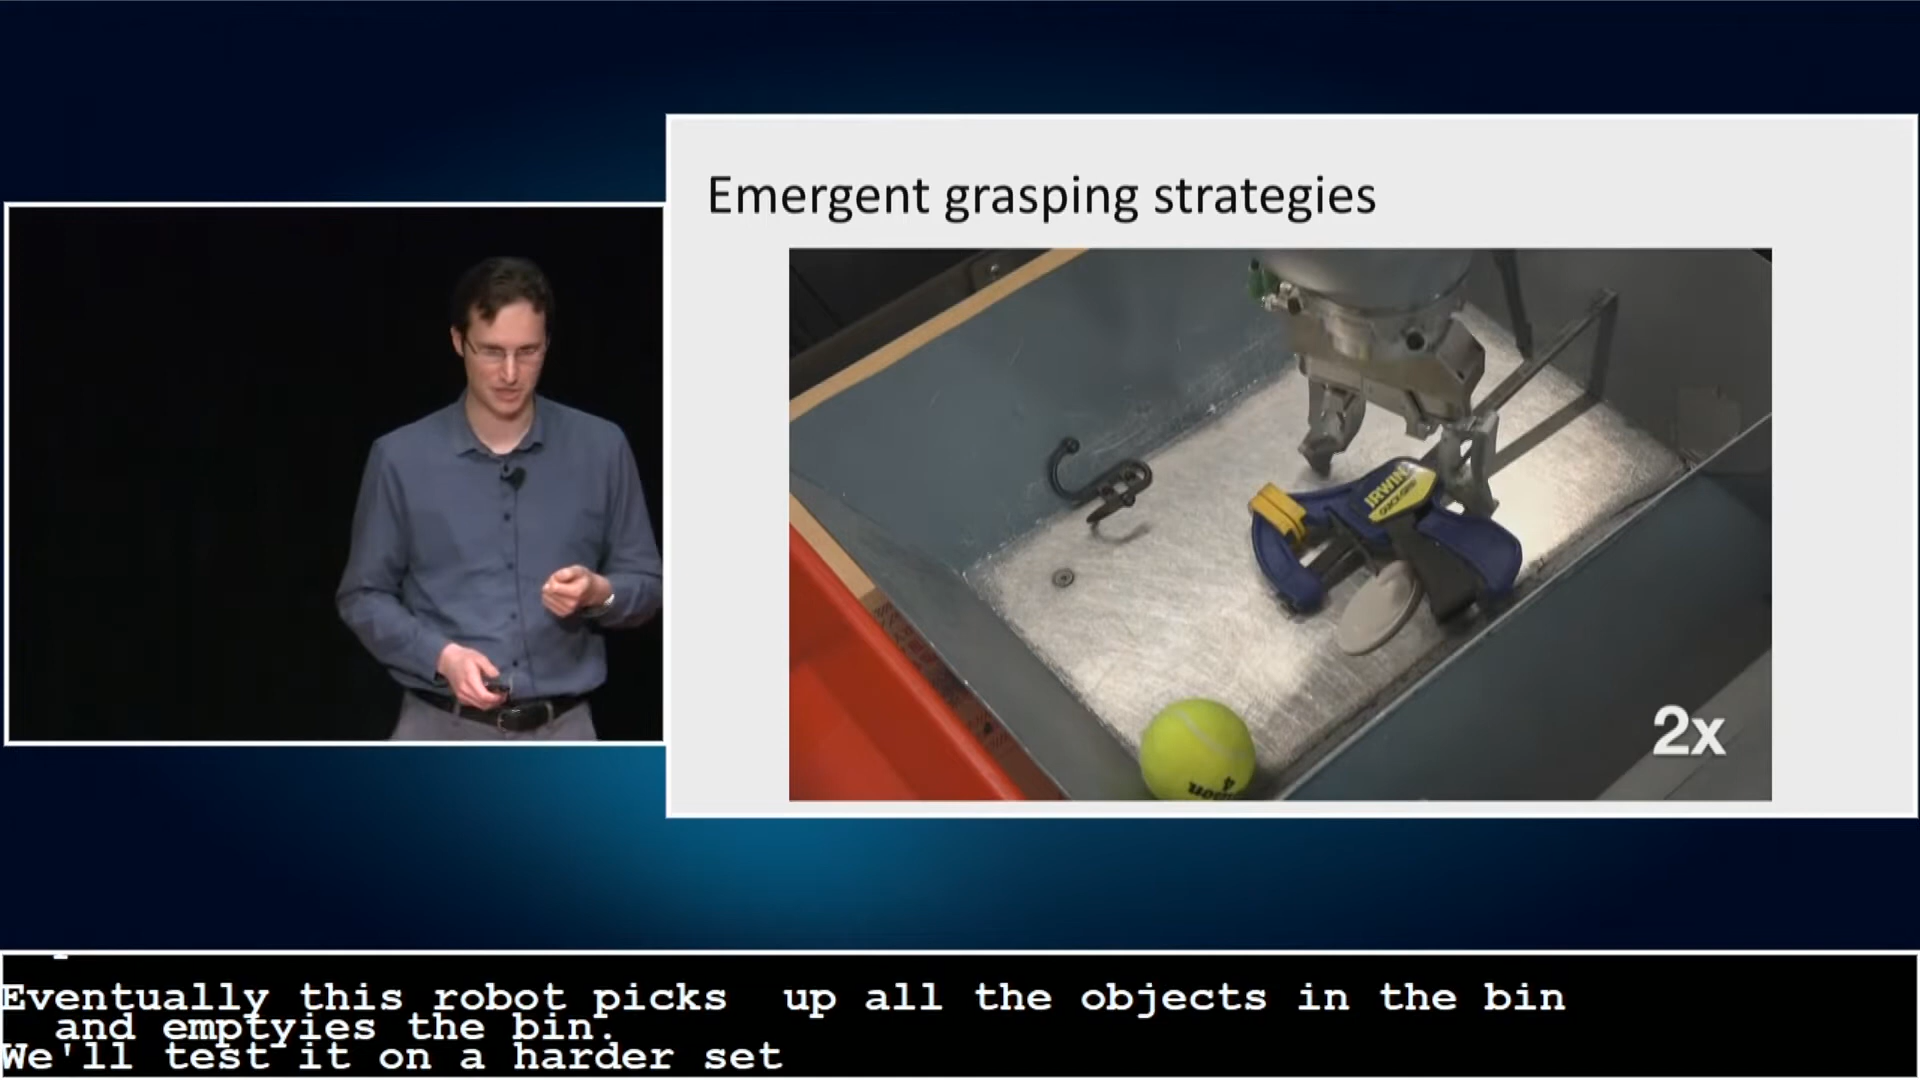 Emergent grasping strategies
IRWIN
QUICK-GRIP
4
2x
Eventually this robot picks  up all the objects in the bin
and emptyies the bin.
We'll test it on a harder set